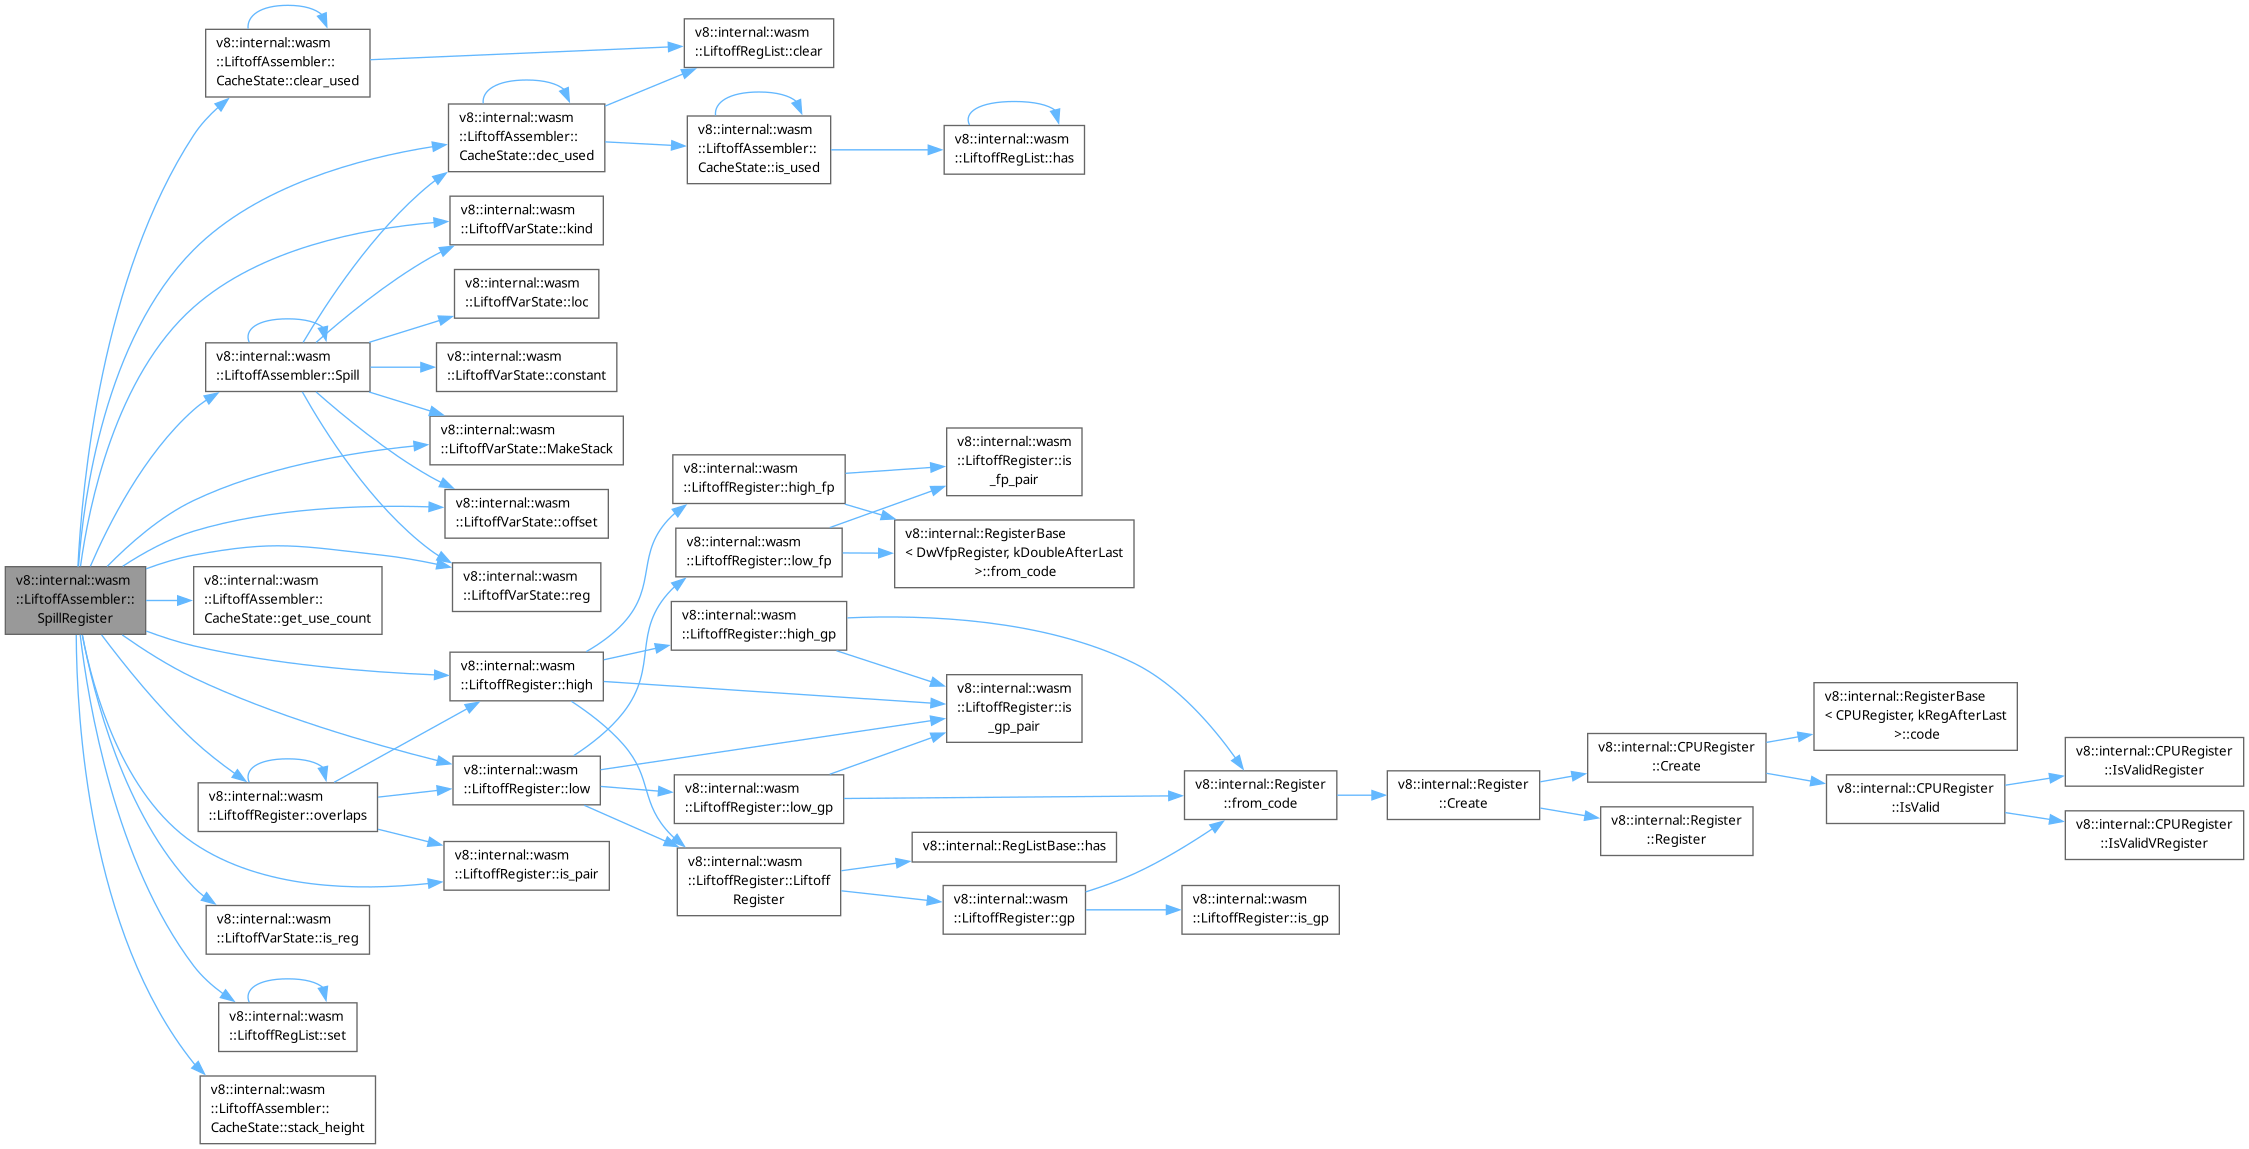 v8::internal::wasm
::LiftoffAssembler::
SpillRegister
v8::internal::wasm
::LiftoffAssembler::
CacheState::clear_used
v8::internal::wasm
::LiftoffRegList::clear
v8::internal::wasm
::LiftoffAssembler::
CacheState::dec_used
v8::internal::wasm
::LiftoffAssembler::
CacheState::is_used
v8::internal::wasm
::LiftoffRegList::has
v8::internal::wasm
::LiftoffVarState::kind
v8::internal::wasm
::LiftoffVarState::loc
v8::internal::wasm
::LiftoffAssembler::Spill
v8::internal::wasm
::LiftoffVarState::constant
v8::internal::wasm
::LiftoffVarState::MakeStack
v8::internal::wasm
::LiftoffVarState::offset
v8::internal::wasm
::LiftoffVarState::reg
v8::internal::wasm
::LiftoffAssembler::
CacheState::get_use_count
v8::internal::wasm
::LiftoffRegister::high
v8::internal::wasm
::LiftoffRegister::low
v8::internal::wasm
::LiftoffRegister::overlaps
v8::internal::wasm
::LiftoffRegister::is_pair
v8::internal::wasm
::LiftoffVarState::is_reg
v8::internal::wasm
::LiftoffRegList::set
v8::internal::wasm
::LiftoffAssembler::
CacheState::stack_height
v8::internal::wasm
::LiftoffRegister::high_fp
v8::internal::wasm
::LiftoffRegister::low_fp
v8::internal::wasm
::LiftoffRegister::high_gp
v8::internal::wasm
::LiftoffRegister::low_gp
v8::internal::wasm
::LiftoffRegister::Liftoff
Register
v8::internal::wasm
::LiftoffRegister::is
_fp_pair
v8::internal::RegisterBase
< DwVfpRegister, kDoubleAfterLast
>::from_code
v8::internal::wasm
::LiftoffRegister::is
_gp_pair
v8::internal::RegListBase::has
v8::internal::wasm
::LiftoffRegister::gp
v8::internal::wasm
::LiftoffRegister::is_gp
v8::internal::Register
::from_code
v8::internal::Register
::Create
v8::internal::CPURegister
::Create
v8::internal::Register
::Register
v8::internal::RegisterBase
< CPURegister, kRegAfterLast
>::code
v8::internal::CPURegister
::IsValid
v8::internal::CPURegister
::IsValidRegister
v8::internal::CPURegister
::IsValidVRegister